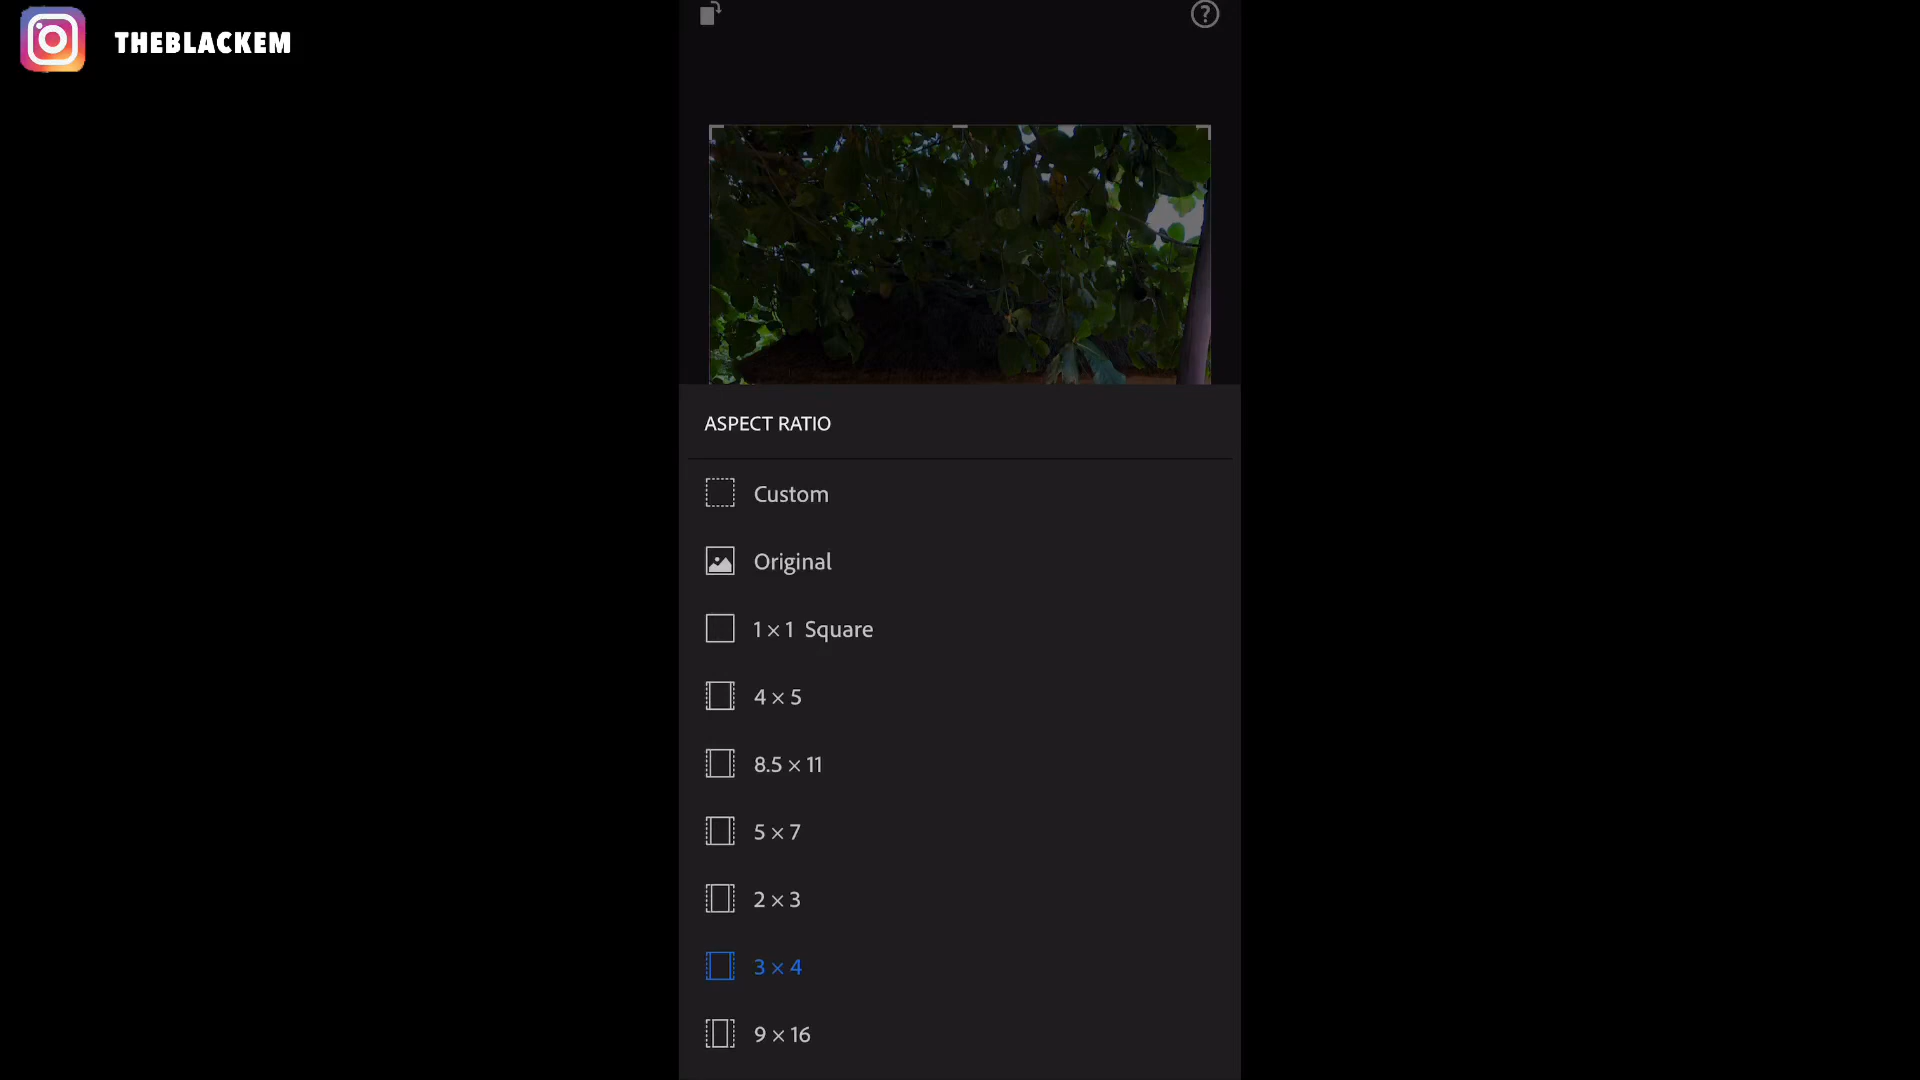 THEBLACKEM
?
ASPECT RATIO
Custom
Original
1 × 1 Square
4 × 5
8.5 × 11
5 × 7
2 × 3
3 × 4
9 × 16